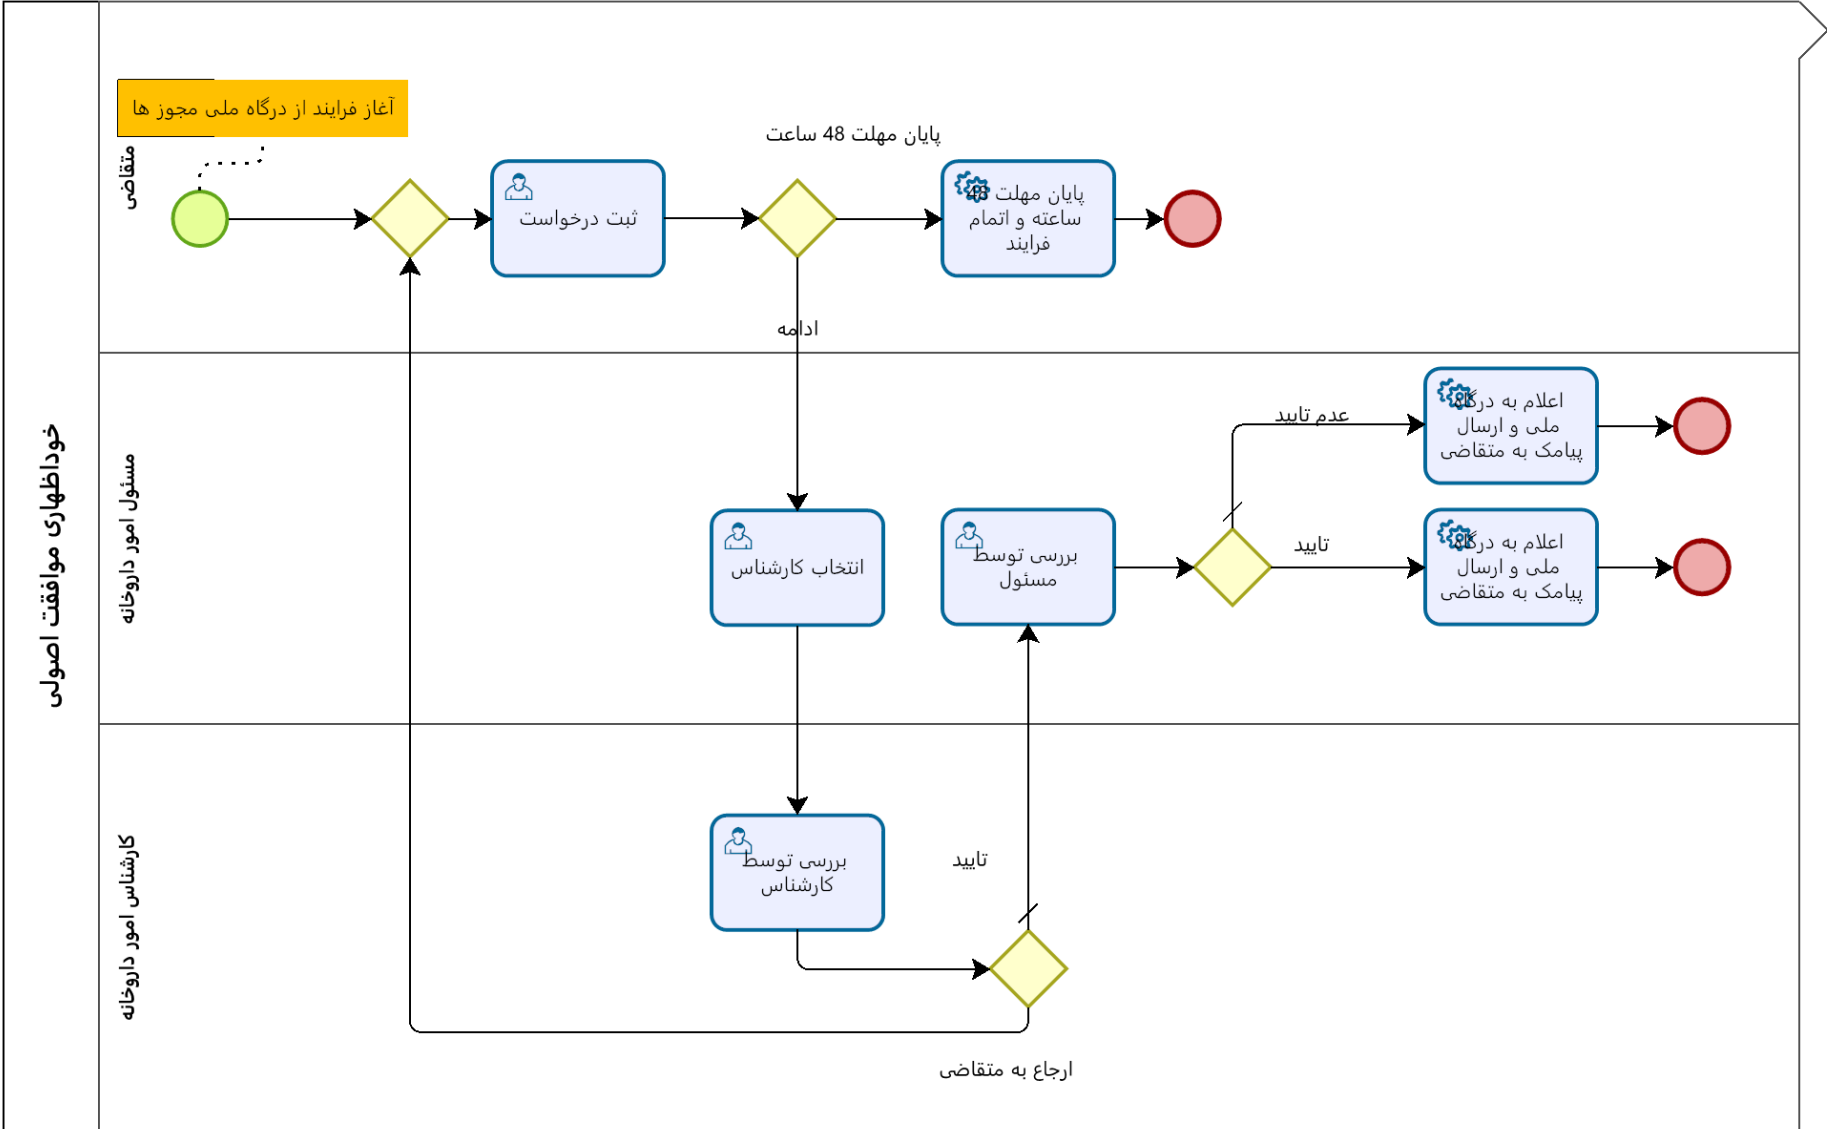 خوداظهاری موافقت اصولی
متقاضی
آغاز فرایند از درگاه ملی مجوز ها
ثبت درخواست
پایان مهلت 48 ساعت
پایان مهلت 48
ساعته و اتمام
فرایند
ادامه
مسئول امور داروخانه
انتخاب کارشناس
بررسی توسط
مسئول
عدم تایید
اعلام به درگاه
ملی و ارسال
پیامک به متقاضی
تایید
اعلام به درگاه
ملی و ارسال
پیامک به متقاضی
کارشناس امور داروخانه
بررسی توسط
کارشناس
تایید
ارجاع به متقاضی